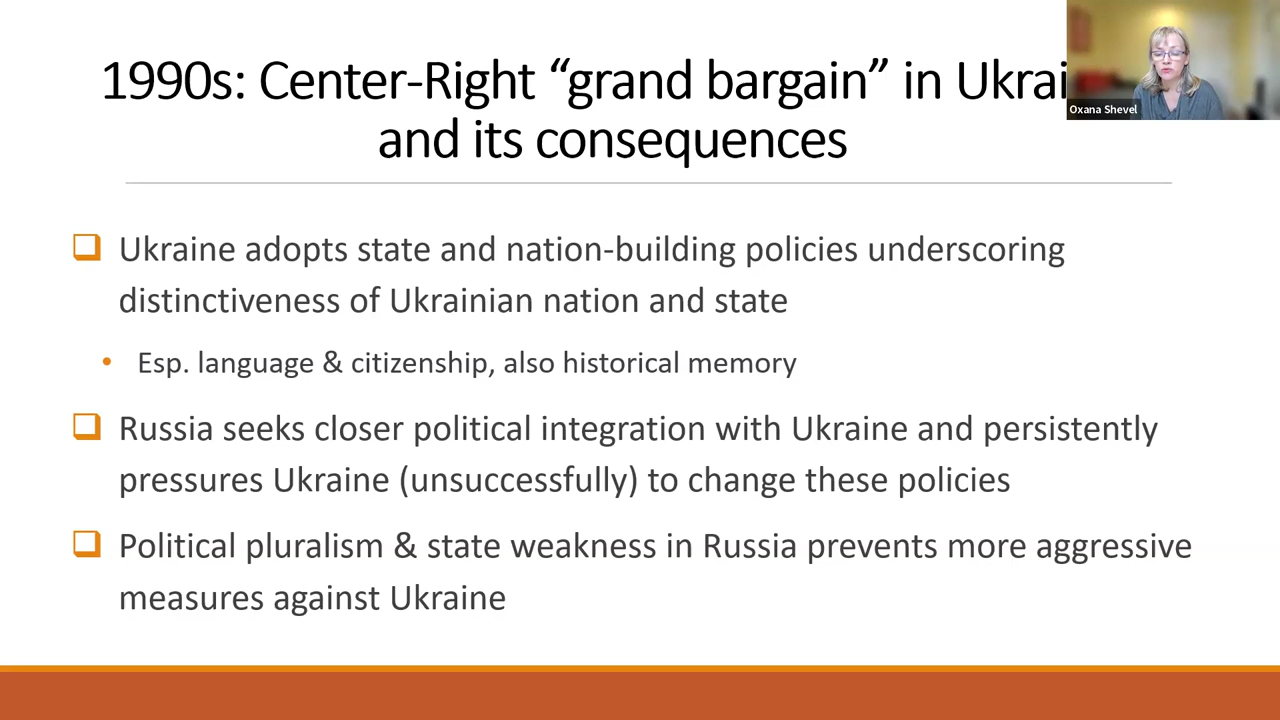 1990s: Center-Right “grand bargain” in Ukrai
and its consequences
Oxana Shevel
Ukraine adopts state and nation-building policies underscoring
distinctiveness of Ukrainian nation and state
Esp. language & citizenship, also historical memory
Russia seeks closer political integration with Ukraine and persistently
pressures Ukraine (unsuccessfully) to change these policies
Political pluralism & state weakness in Russia prevents more aggressive
measures against Ukraine